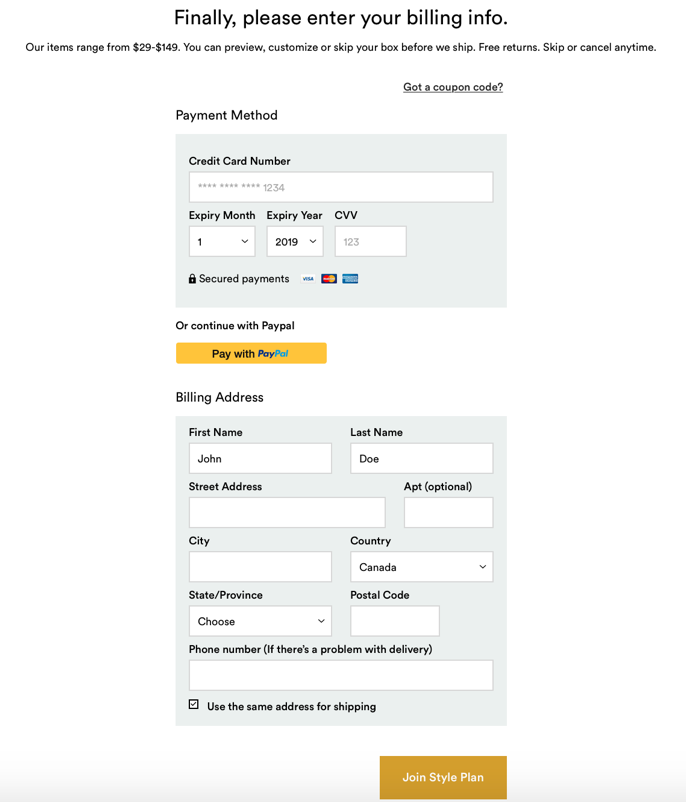 Finally, please enter your billing info.
Our items range from $29-$149. You can preview, customize or skip your box before we ship. Free returns. Skip or cancel anytime.
Got a coupon code?
Payment Method
Credit Card Number
**** **** **** 1234
Expiry Month Expiry Year CVV
1 2019 123
Secured payments VISA
Or continue with Paypal
Pay with PayPal
Billing Address
First Name Last Name
John Doe
Street Address Apt (optional)
City Country
Canada
State/Province Postal Code
Choose
Phone number (If there's a problem with delivery)
Use the same address for shipping
Join Style Plan